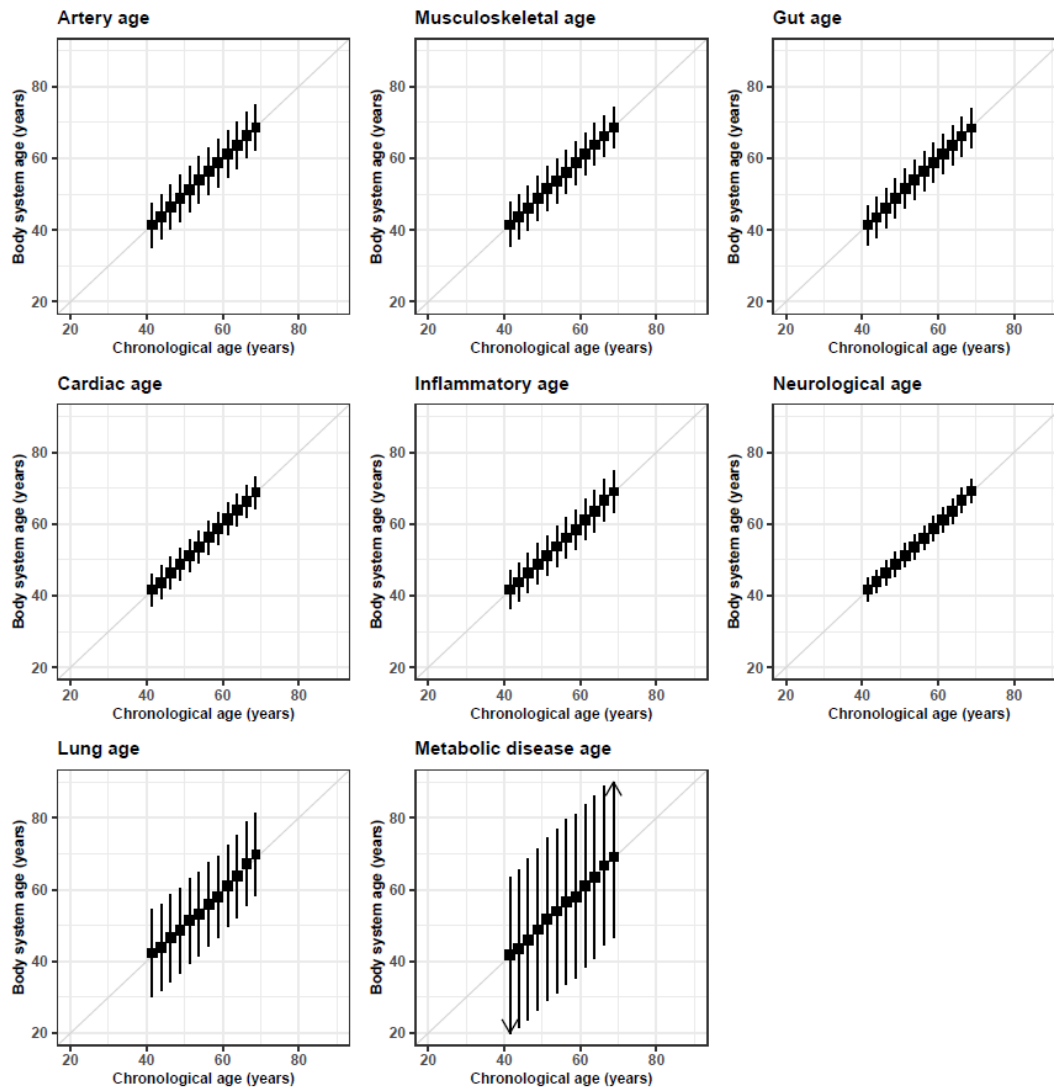 Artery age
Musculoskeletal age
Gut age
Body system age (years)
80
60
40
20
20 40 60 80
Chronological age (years)
Body system age (years)
80
60
40
20
20 40 60 80
Chronological age (years)
Body system age (years)
80
60
40
20
20 40 60 80
Chronological age (years)
Cardiac age
Inflammatory age
Neurological age
Body system age (years)
80
60
40
20
20 40 60 80
Chronological age (years)
Body system age (years)
80
60
40
20
20 40 60 80
Chronological age (years)
Body system age (years)
80
60
40
20
20 40 60 80
Chronological age (years)
Lung age
Metabolic disease age
Body system age (years)
80
60
40
20
20 40 60 80
Chronological age (years)
Body system age (years)
80
60
40
20
20 40 60 80
Chronological age (years)